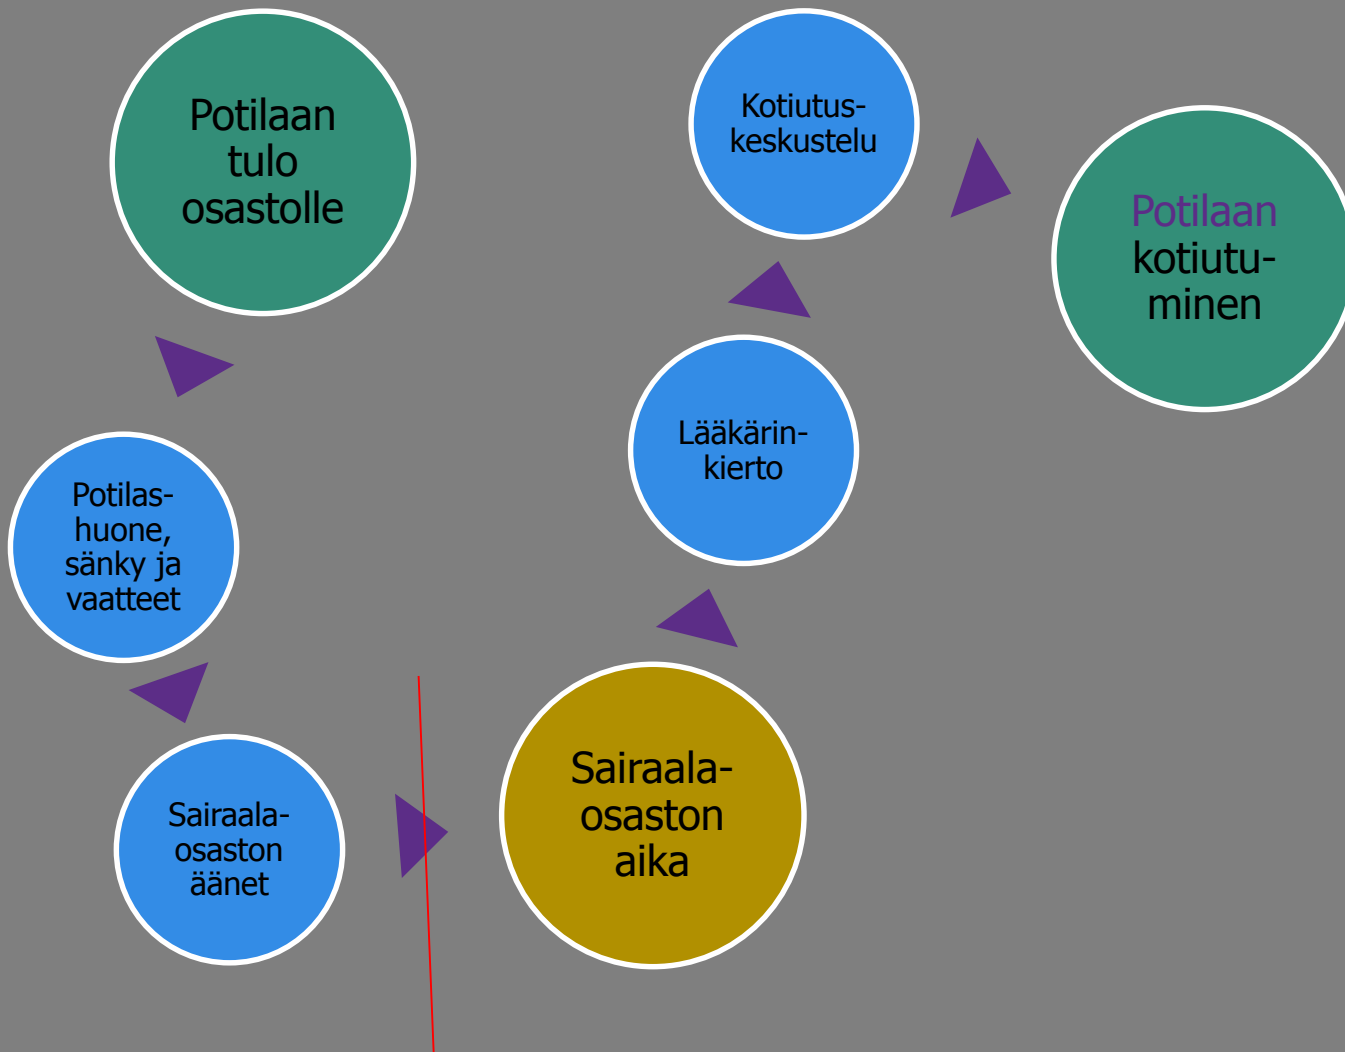 Potilaan
tulo
osastolle
Potilas-
huone,
sänky ja
vaatteet
Sairaala-
osaston
äänet
Sairaala-
osaston
aika
Lääkärin-
kierto
Kotiutus-
keskustelu
Potilaan
kotiutu-
minen